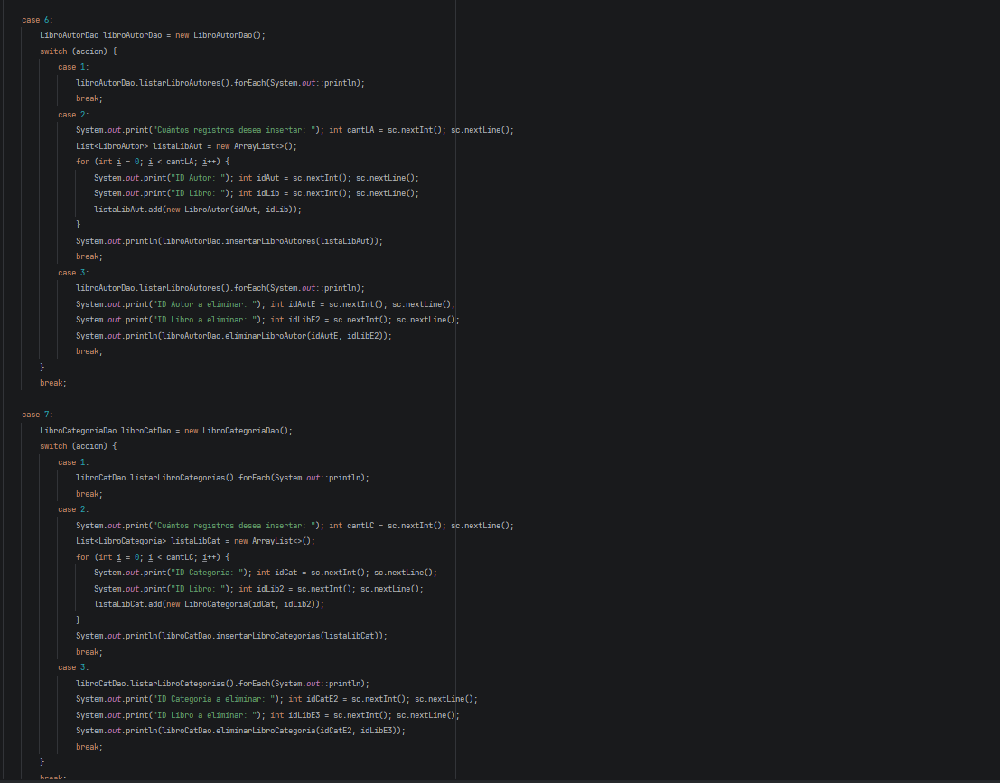 case 6:
LibroAutorDao libroAutorDao = new LibroAutorDao();
switch (accion) {
case 1:
libroAutorDao.listarLibroAutores().forEach(System.out::println);
break;
case 2:
System.out.print("Cuántos registros desea insertar: "); int cantLA = sc.nextInt(); sc.nextLine();
List<LibroAutor> listaLibAut = new ArrayList<>();
for (int i = 0; i < cantLA; i++) {
System.out.print("ID Autor: "); int idAut = sc.nextInt(); sc.nextLine();
System.out.print("ID Libro: "); int idLib = sc.nextInt(); sc.nextLine();
listaLibAut.add(new LibroAutor(idAut, idLib));
}
System.out.println(libroAutorDao.insertarLibroAutores(listaLibAut));
break;
case 3:
libroAutorDao.listarLibroAutores().forEach(System.out::println);
System.out.print("ID Autor a eliminar: "); int idAutE = sc.nextInt(); sc.nextLine();
System.out.print("ID Libro a eliminar: "); int idLibE2 = sc.nextInt(); sc.nextLine();
System.out.println(libroAutorDao.eliminarLibroAutor(idAutE, idLibE2));
break;
}
break;
case 7:
LibroCategoriaDao libroCatDao = new LibroCategoriaDao();
switch (accion) {
case 1:
libroCatDao.listarLibroCategorias().forEach(System.out::println);
break;
case 2:
System.out.print("Cuántos registros desea insertar: "); int cantLC = sc.nextInt(); sc.nextLine();
List<LibroCategoria> listaLibCat = new ArrayList<>();
for (int i = 0; i < cantLC; i++) {
System.out.print("ID Categoria: "); int idCat = sc.nextInt(); sc.nextLine();
System.out.print("ID Libro: "); int idLib2 = sc.nextInt(); sc.nextLine();
listaLibCat.add(new LibroCategoria(idCat, idLib2));
}
System.out.println(libroCatDao.insertarLibroCategorias(listaLibCat));
break;
case 3:
libroCatDao.listarLibroCategorias().forEach(System.out::println);
System.out.print("ID Categoria a eliminar: "); int idCatE2 = sc.nextInt(); sc.nextLine();
System.out.print("ID Libro a eliminar: "); int idLibE3 = sc.nextInt(); sc.nextLine();
System.out.println(libroCatDao.eliminarLibroCategoria(idCatE2, idLibE3));
break;
}
break;